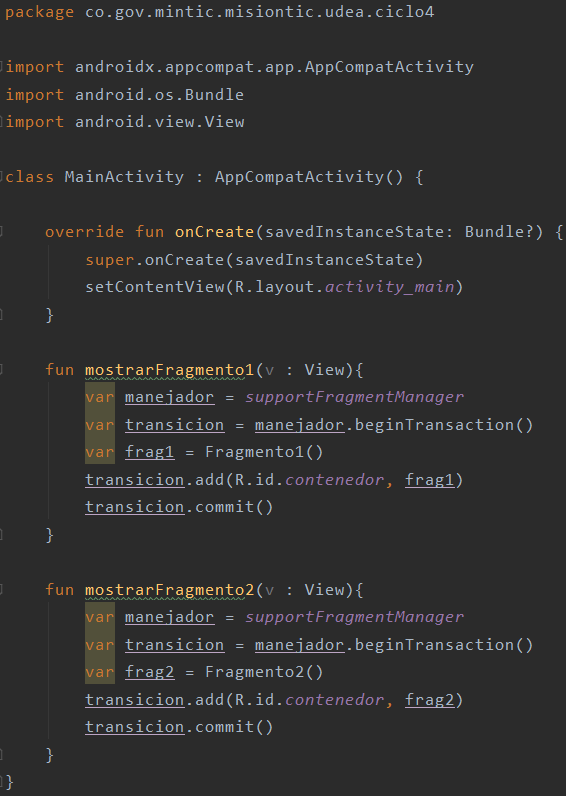 package co.gov.mintic.misiontic.udea.ciclo4
import androidx.appcompat.app.AppCompatActivity
import android.os.Bundle
import android.view.View
class MainActivity : AppCompatActivity() {
override fun onCreate(savedInstanceState: Bundle?) {
super.onCreate(savedInstanceState)
setContentView(R.layout.activity_main)
}
fun mostrarFragmento1(v : View){
var manejador = supportFragmentManager
var transicion = manejador.beginTransaction()
var frag1 = Fragmento1()
transicion.add(R.id.contenedor, frag1)
transicion.commit()
}
fun mostrarFragmento2(v : View){
var manejador = supportFragmentManager
var transicion = manejador.beginTransaction()
var frag2 = Fragmento2()
transicion.add(R.id.contenedor, frag2)
transicion.commit()
}
}